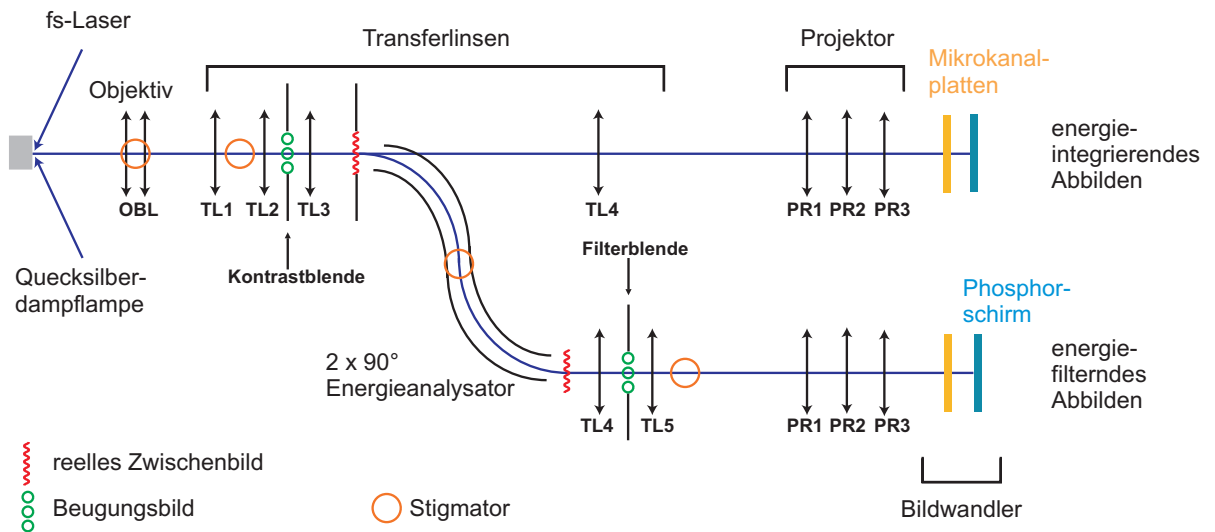 fs-Laser
Transferlinsen
Projektor
Mikrokanal-
platten
Objektiv
energie-
integrierendes
Abbilden
OBL
TL1
TL2
TL3
TL4
PR1
PR2
PR3
Kontrastblende
Filterblende
Quecksilber-
dampflampe
Phosphor-
schirm
2 x 90°
Energieanalysator
energie-
filterndes
Abbilden
TL4
TL5
PR1
PR2
PR3
reelles Zwischenbild
Beugungsbild
Stigmator
Bildwandler